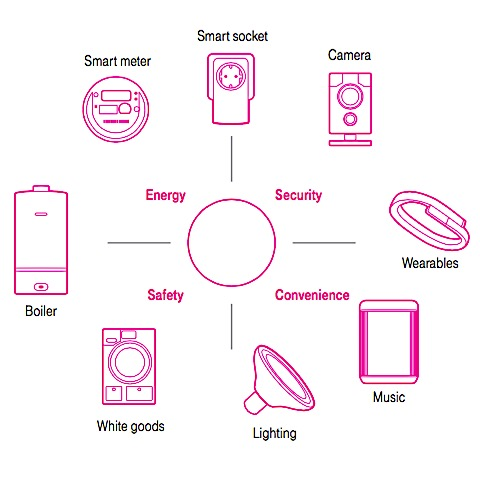 Smart socket
Smart meter
Camera
Energy
Security
Wearables
Safety
Convenience
Boiler
Music
White goods
Lighting